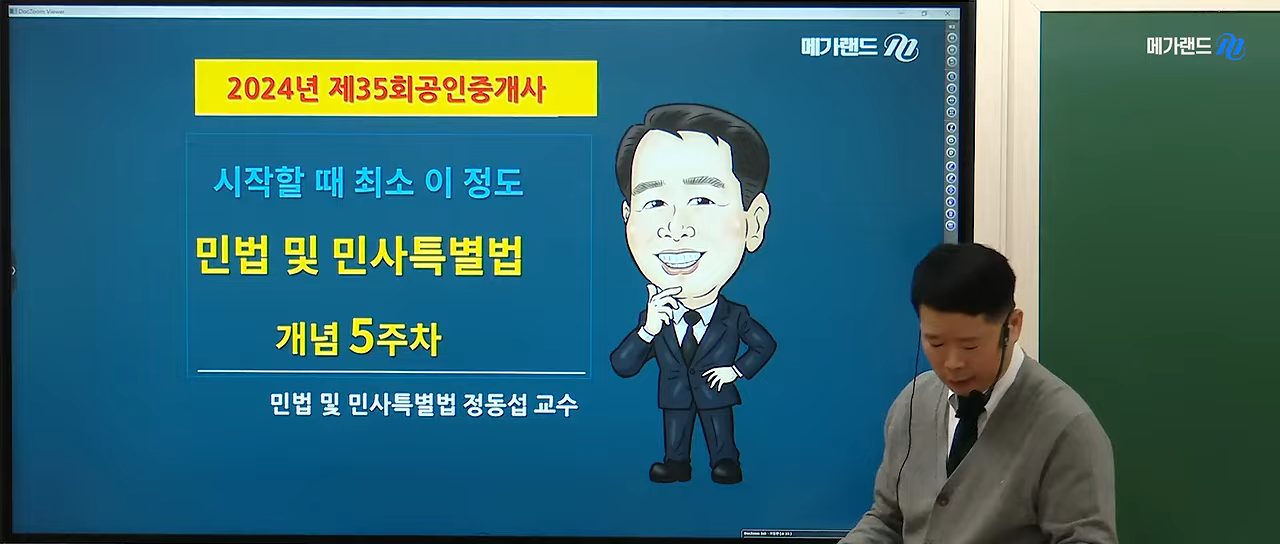 DocZoom Viewer
메가랜드
메가랜드
2024년 제35회공인중개사
시작할 때 최소 이 정도
민법 및 민사특별법
개념 5주차
민법 및 민사특별법 정동섭 교수